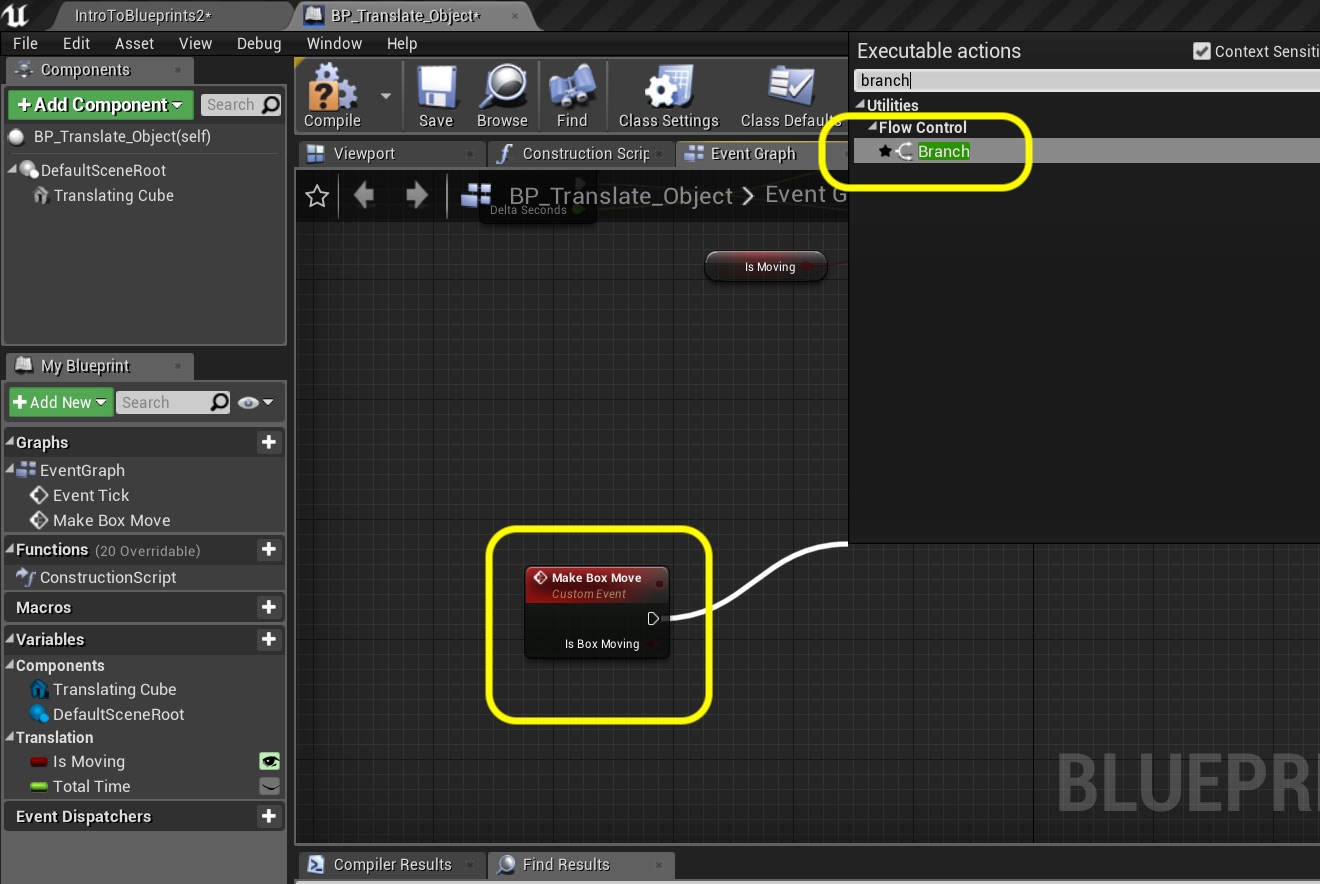 IntroToBlueprints2*
BP_Translate_Object*
File Edit Asset View Debug Window Help
Components
+Add Component
Search
BP_Translate_Object(self)
DefaultSceneRoot
Translating Cube
My Blueprint
Add New
Search
Graphs
EventGraph
Event Tick
Make Box Move
Functions (20 Overridable)
ConstructionScript
Macros
Variables
Components
Translating Cube
DefaultSceneRoot
Translation
Is Moving
Total Time
Event Dispatchers
Compile Save Browse Find Class Settings Class Defaults
Viewport
Construction Scrip
Event Graph
BP_Translate_Object > Event G
Delta Seconds
Is Moving
Make Box Move
Custom Event
Is Box Moving
Executable actions
Context Sensiti
branch
Utilities
Flow Control
Branch
BLUEPRI
Compiler Results
Find Results